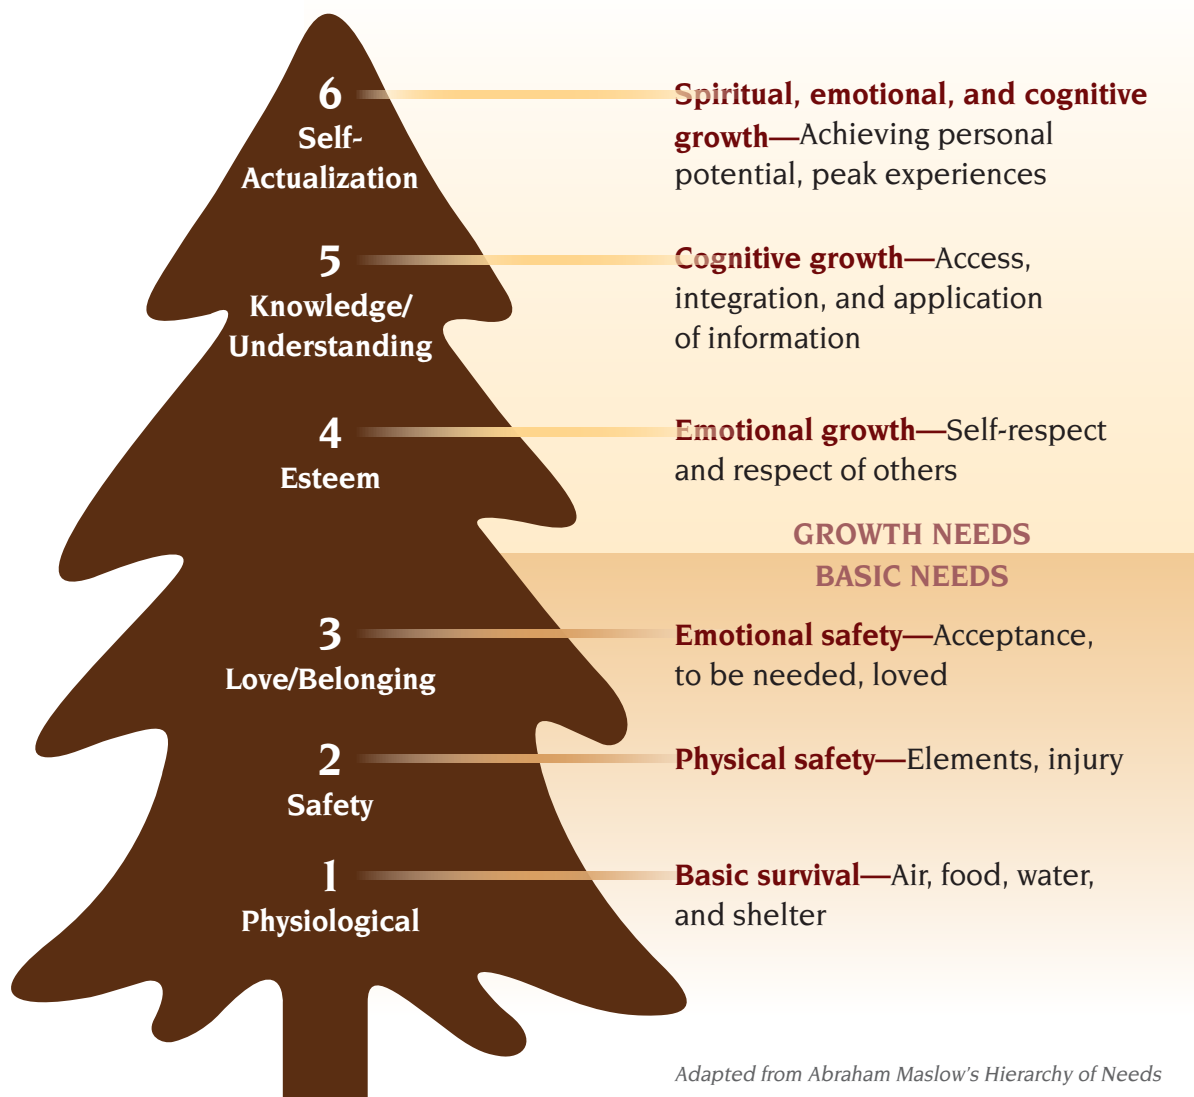 6
Self-
Actualization
Spiritual, emotional, and cognitive
growth—Achieving personal
potential, peak experiences
5
Knowledge/
Understanding
Cognitive growth—Access,
integration, and application
of information
4
Esteem
Emotional growth—Self-respect
and respect of others
GROWTH NEEDS
BASIC NEEDS
3
Love/Belonging
Emotional safety—Acceptance,
to be needed, loved
2
Safety
Physical safety—Elements, injury
1
Physiological
Basic survival—Air, food, water,
and shelter
Adapted from Abraham Maslow's Hierarchy of Needs